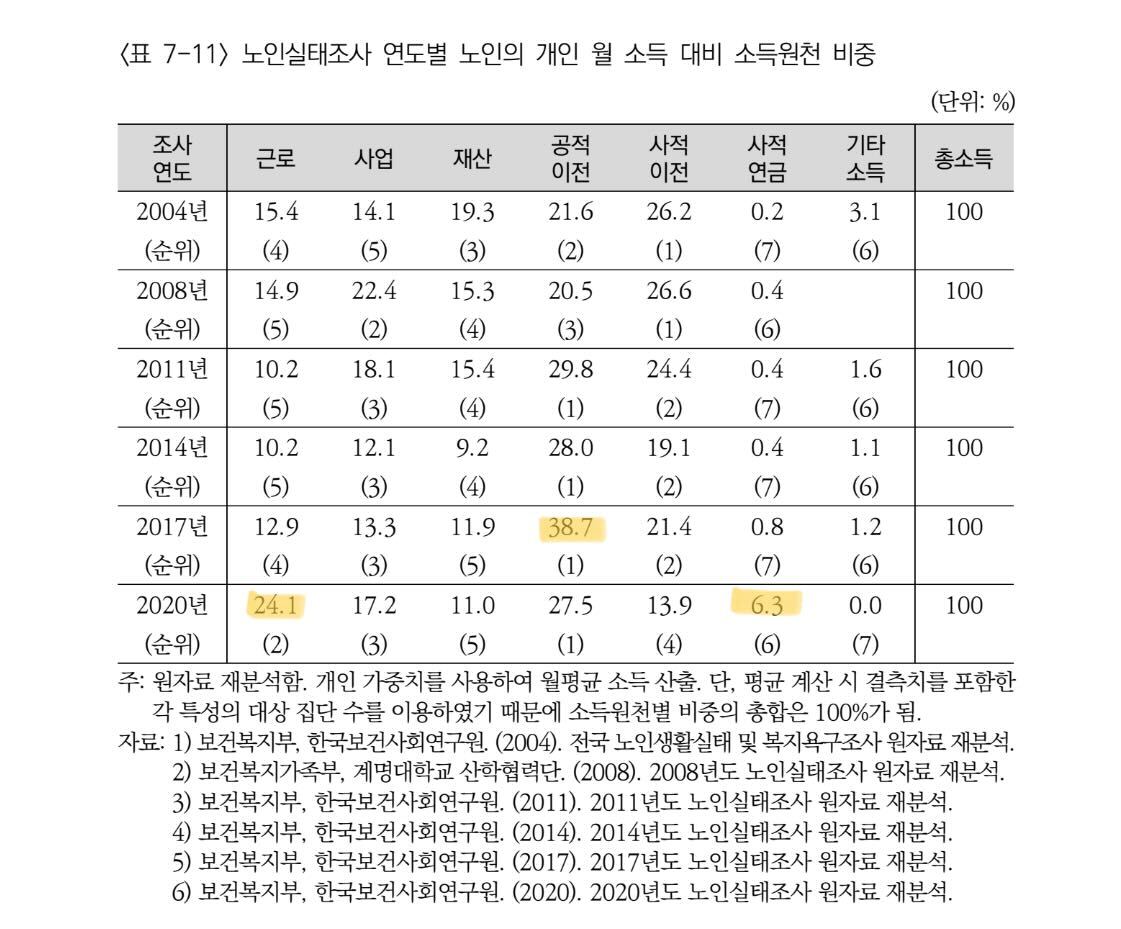 〈표 7-11〉 노인실태조사 연도별 노인의 개인 월 소득 대비 소득원천 비중
(단위: %)
조사연도 근로 사업 재산 공적이전 사적이전 사적연금 기타소득 총소득
2004년 15.4 14.1 19.3 21.6 26.2 0.2 3.1 100
(순위) (4) (5) (3) (2) (1) (7) (6)
2008년 14.9 22.4 15.3 20.5 26.6 0.4 100
(순위) (5) (2) (4) (3) (1) (6)
2011년 10.2 18.1 15.4 29.8 24.4 0.4 1.6 100
(순위) (5) (3) (4) (1) (2) (7) (6)
2014년 10.2 12.1 9.2 28.0 19.1 0.4 1.1 100
(순위) (5) (3) (4) (1) (2) (7) (6)
2017년 12.9 13.3 11.9 38.7 21.4 0.8 1.2 100
(순위) (4) (3) (5) (1) (2) (7) (6)
2020년 24.1 17.2 11.0 27.5 13.9 6.3 0.0 100
(순위) (2) (3) (5) (1) (4) (6) (7)
주: 원자료 재분석함. 개인 가중치를 사용하여 월평균 소득 산출. 단, 평균 계산 시 결측치를 포함한
각 특성의 대상 집단 수를 이용하였기 때문에 소득원천별 비중의 총합은 100%가 됨.
자료: 1) 보건복지부, 한국보건사회연구원. (2004). 전국 노인생활실태 및 복지욕구조사 원자료 재분석.
2) 보건복지가족부, 계명대학교 산학협력단. (2008). 2008년도 노인실태조사 원자료 재분석.
3) 보건복지부, 한국보건사회연구원. (2011). 2011년도 노인실태조사 원자료 재분석.
4) 보건복지부, 한국보건사회연구원. (2014). 2014년도 노인실태조사 원자료 재분석.
5) 보건복지부, 한국보건사회연구원. (2017). 2017년도 노인실태조사 원자료 재분석.
6) 보건복지부, 한국보건사회연구원. (2020). 2020년도 노인실태조사 원자료 재분석.